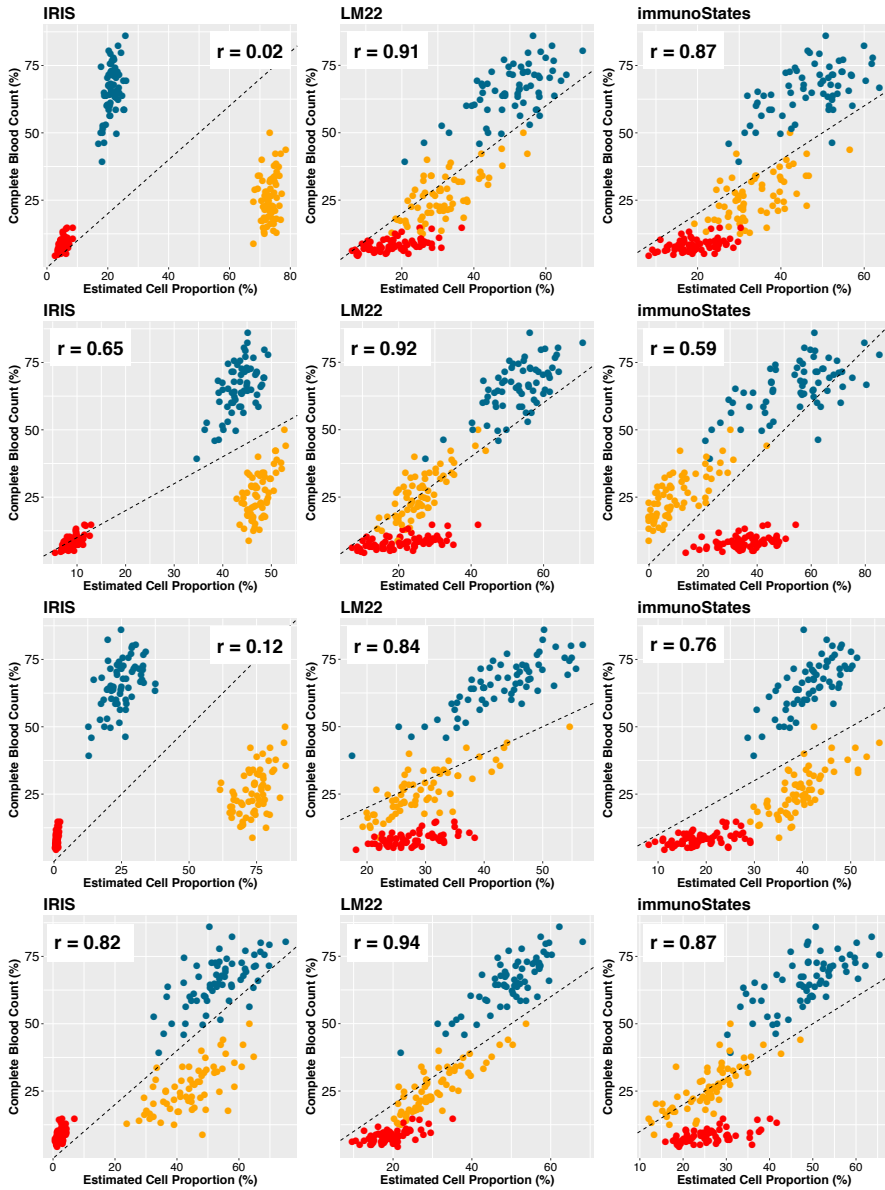 IRIS
LM22
immunoStates
Complete Blood Count (%)
75
50
25
r = 0.02
0
20
40
60
80
Estimated Cell Proportion (%)
Complete Blood Count (%)
75
50
25
r = 0.91
20
40
60
Estimated Cell Proportion (%)
Complete Blood Count (%)
75
50
25
r = 0.87
20
40
60
Estimated Cell Proportion (%)
IRIS
LM22
immunoStates
Complete Blood Count (%)
75
50
25
r = 0.65
10
20
30
40
50
Estimated Cell Proportion (%)
Complete Blood Count (%)
75
50
25
r = 0.92
20
40
60
Estimated Cell Proportion (%)
Complete Blood Count (%)
75
50
25
r = 0.59
0
20
40
60
80
Estimated Cell Proportion (%)
IRIS
LM22
immunoStates
Complete Blood Count (%)
75
50
25
r = 0.12
0
25
50
75
Estimated Cell Proportion (%)
Complete Blood Count (%)
75
50
25
r = 0.84
20
30
40
50
Estimated Cell Proportion (%)
Complete Blood Count (%)
75
50
25
r = 0.76
10
20
30
40
50
Estimated Cell Proportion (%)
IRIS
LM22
immunoStates
Complete Blood Count (%)
75
50
25
r = 0.82
0
20
40
60
Estimated Cell Proportion (%)
Complete Blood Count (%)
75
50
25
r = 0.94
10
20
30
40
50
60
Estimated Cell Proportion (%)
Complete Blood Count (%)
75
50
25
r = 0.87
10
20
30
40
50
60
Estimated Cell Proportion (%)